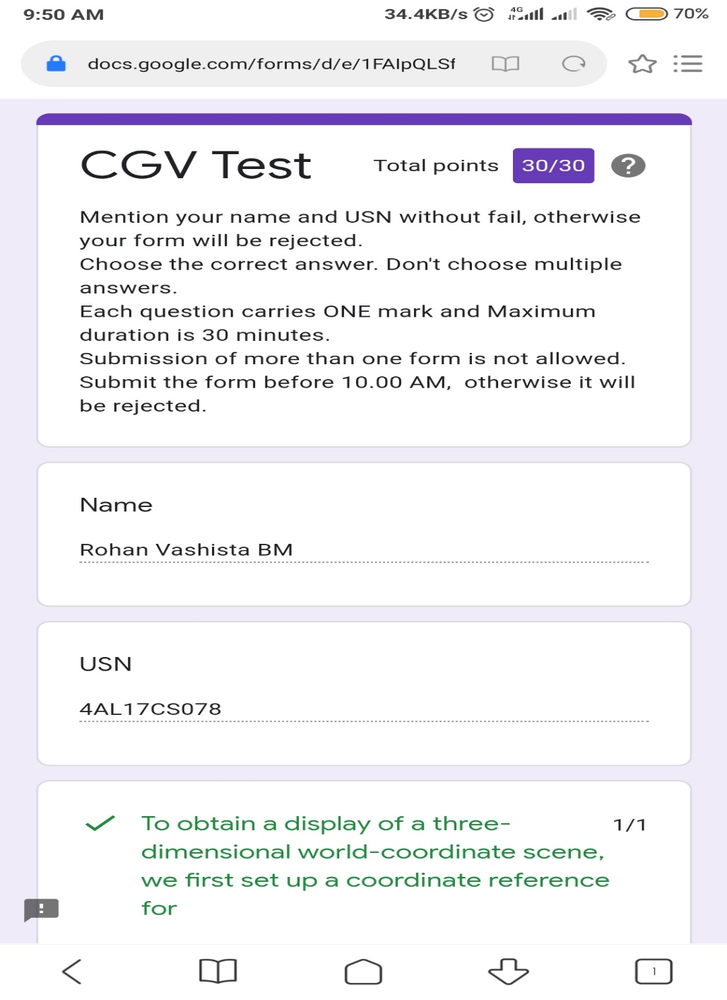 9:50 AM 34.4KB/s 4G 70%
docs.google.com/forms/d/e/1FAIpQLSf
CGV Test Total points 30/30 ?
Mention your name and USN without fail, otherwise
your form will be rejected.
Choose the correct answer. Don't choose multiple
answers.
Each question carries ONE mark and Maximum
duration is 30 minutes.
Submission of more than one form is not allowed.
Submit the form before 10.00 AM,  otherwise it will
be rejected.
Name
Rohan Vashista BM
USN
4AL17CS078
To obtain a display of a three- 1/1
dimensional world-coordinate scene,
we first set up a coordinate reference
for
1